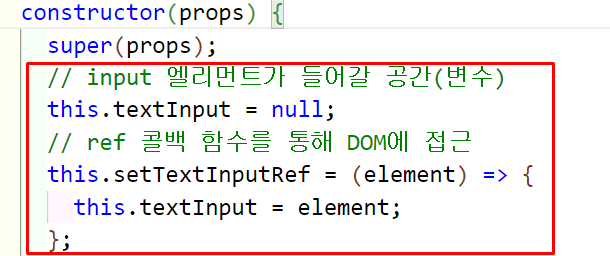 constructor(props) {
super(props);
// input 엘리먼트가 들어갈 공간(변수)
this.textInput = null;
// ref 콜백 함수를 통해 DOM에 접근
this.setTextInputRef = (element) => {
this.textInput = element;
};